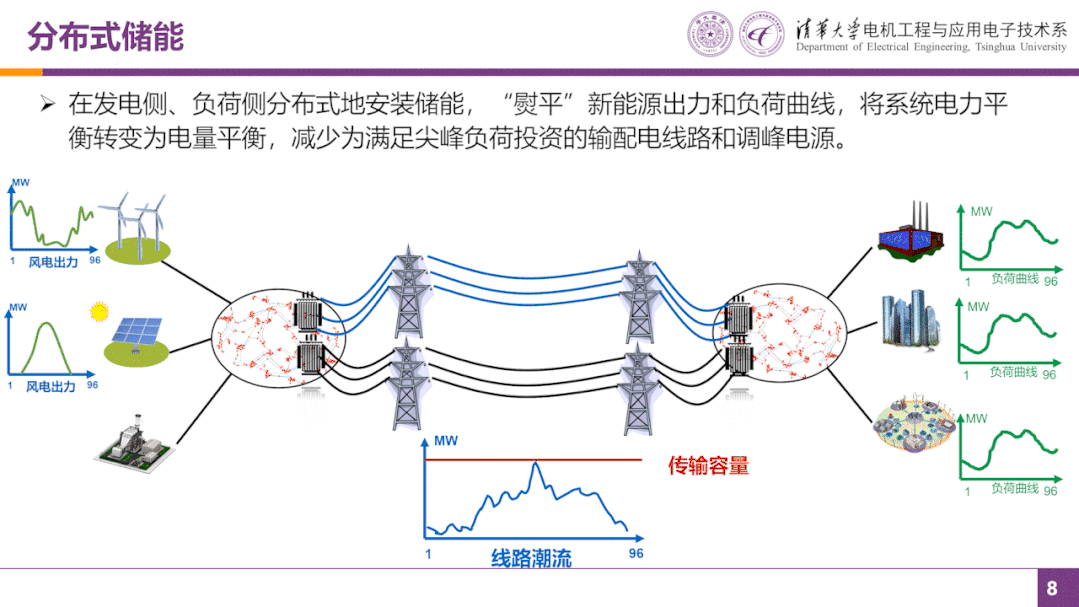 分布式储能
清华大学电机工程与应用电子技术系
Department of Electrical Engineering, Tsinghua University
➢ 在发电侧、负荷侧分布式地安装储能，“熨平”新能源出力和负荷曲线，将系统电力平
衡转变为电量平衡，减少为满足尖峰负荷投资的输配电线路和调峰电源。
MW
1 风电出力 96
MW
1 风电出力 96
MW
1 负荷曲线 96
MW
1 负荷曲线 96
MW
1 负荷曲线 96
MW
传输容量
1 线路潮流 96
8